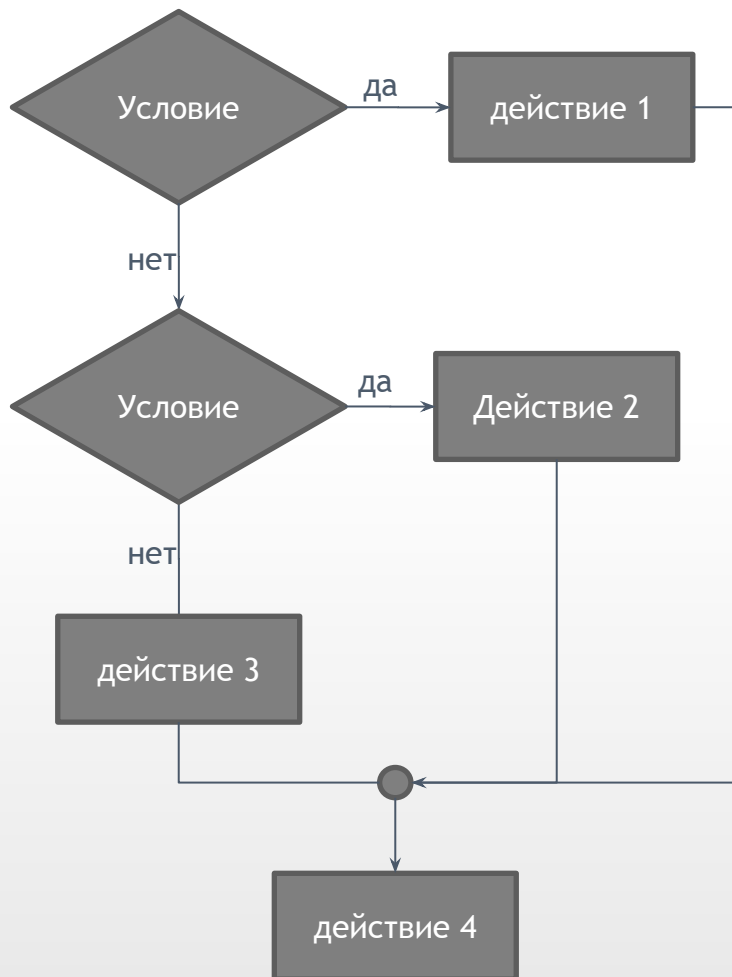 Условие
да
действие 1
нет
Условие
да
Действие 2
нет
действие 3
действие 4